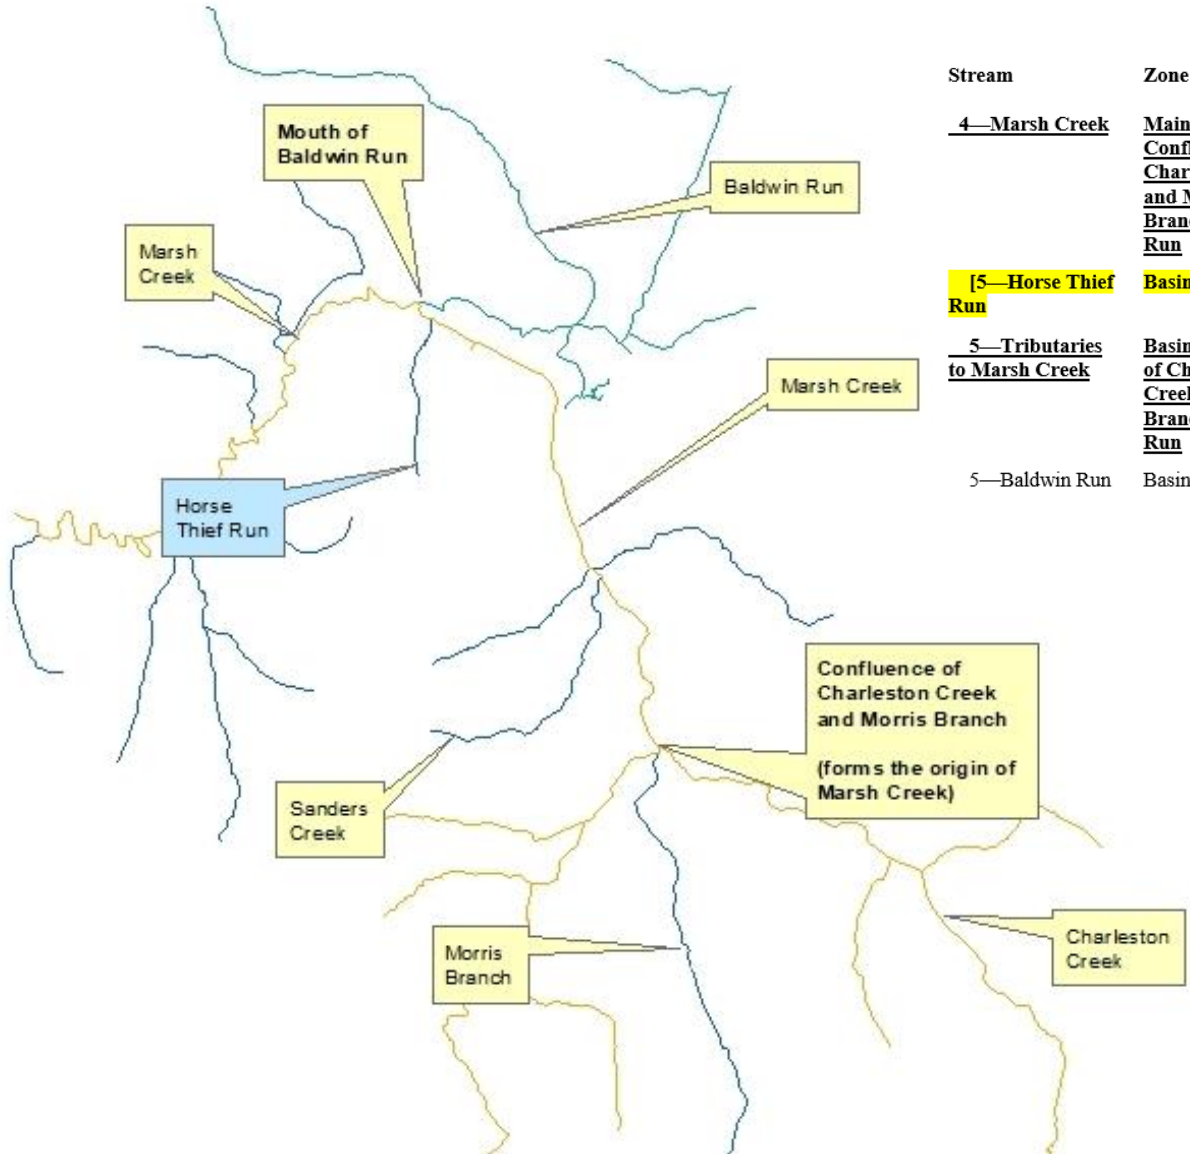 Stream Zone
4—Marsh Creek Main
Confl
Char
and M
Branc
Run
[5—Horse Thief Basin
Run
5—Tributaries Basin
to Marsh Creek of Ch
Creek
Branc
Run
5—Baldwin Run Basin
Mouth of
Baldwin Run
Baldwin Run
Marsh
Creek
Marsh Creek
Horse
Thief Run
Confluence of
Charleston Creek
and Morris Branch
(forms the origin of
Marsh Creek)
Sanders
Creek
Morris
Branch
Charleston
Creek